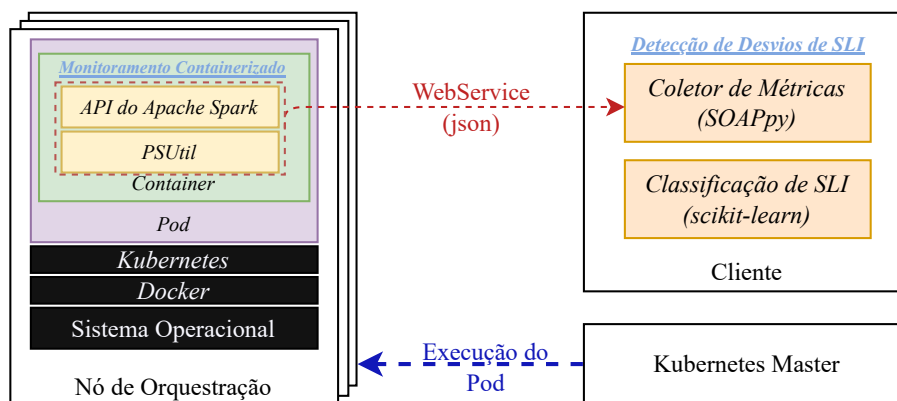 Monitoramento Containerizado
API do Apache Spark
PSUtil
Container
Pod
Kubernetes
Docker
Sistema Operacional
Nó de Orquestração
WebService
(json)
Detecção de Desvios de SLI
Coletor de Métricas
(SOAPpy)
Classificação de SLI
(scikit-learn)
Cliente
Execução do
Pod
Kubernetes Master